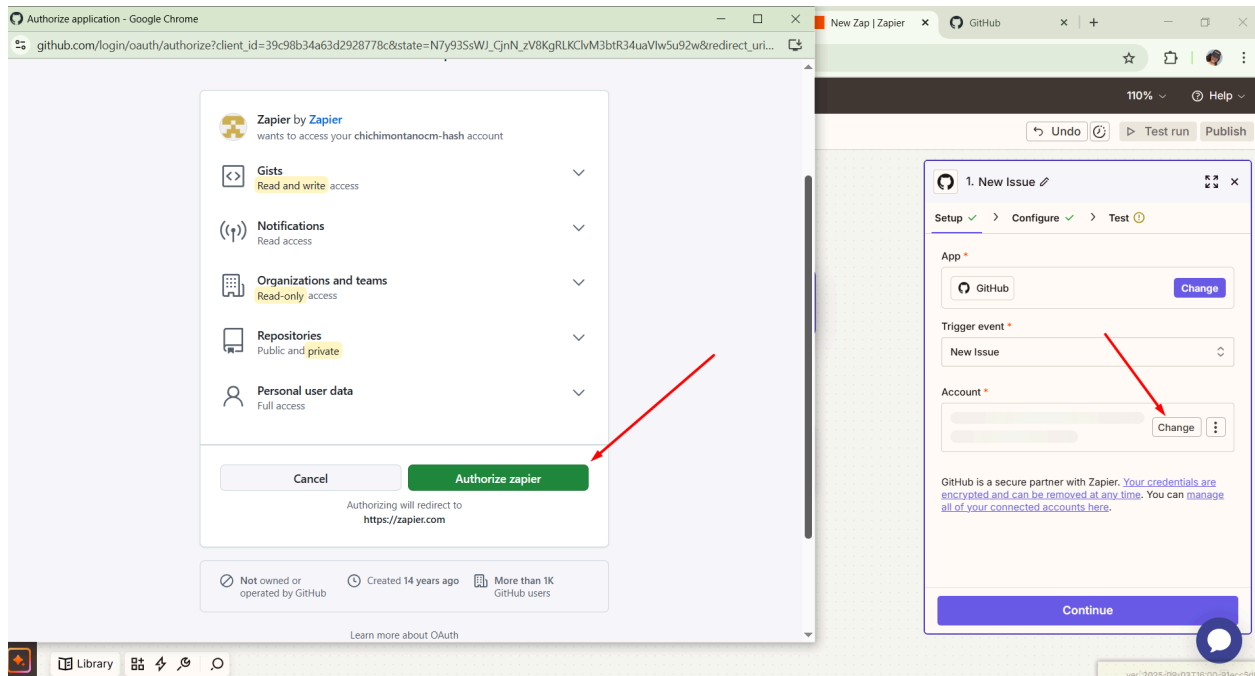 Authorize application - Google Chrome
github.com/login/oauth/authorize?client_id=39c98b34a63d2928778c&state=N7y93SsWJ_CjnN_zV8KgRLKClvM3btR34uaVlw5u92w&redirect_uri...
Zapier by Zapier
wants to access your chichimontanocm-hash account
Gists
Read and write access
Notifications
Read access
Organizations and teams
Read-only access
Repositories
Public and private
Personal user data
Full access
Cancel
Authorize zapier
Authorizing will redirect to
https://zapier.com
Not owned or
operated by GitHub
Created 14 years ago
More than 1K
GitHub users
Learn more about OAuth
Library
New Zap | Zapier
GitHub
110%
Help
Undo
Test run
Publish
1. New Issue
Setup
Configure
Test
App *
GitHub
Change
Trigger event *
New Issue
Account *
Change
GitHub is a secure partner with Zapier. Your credentials are
encrypted and can be removed at any time. You can manage
all of your connected accounts here.
Continue